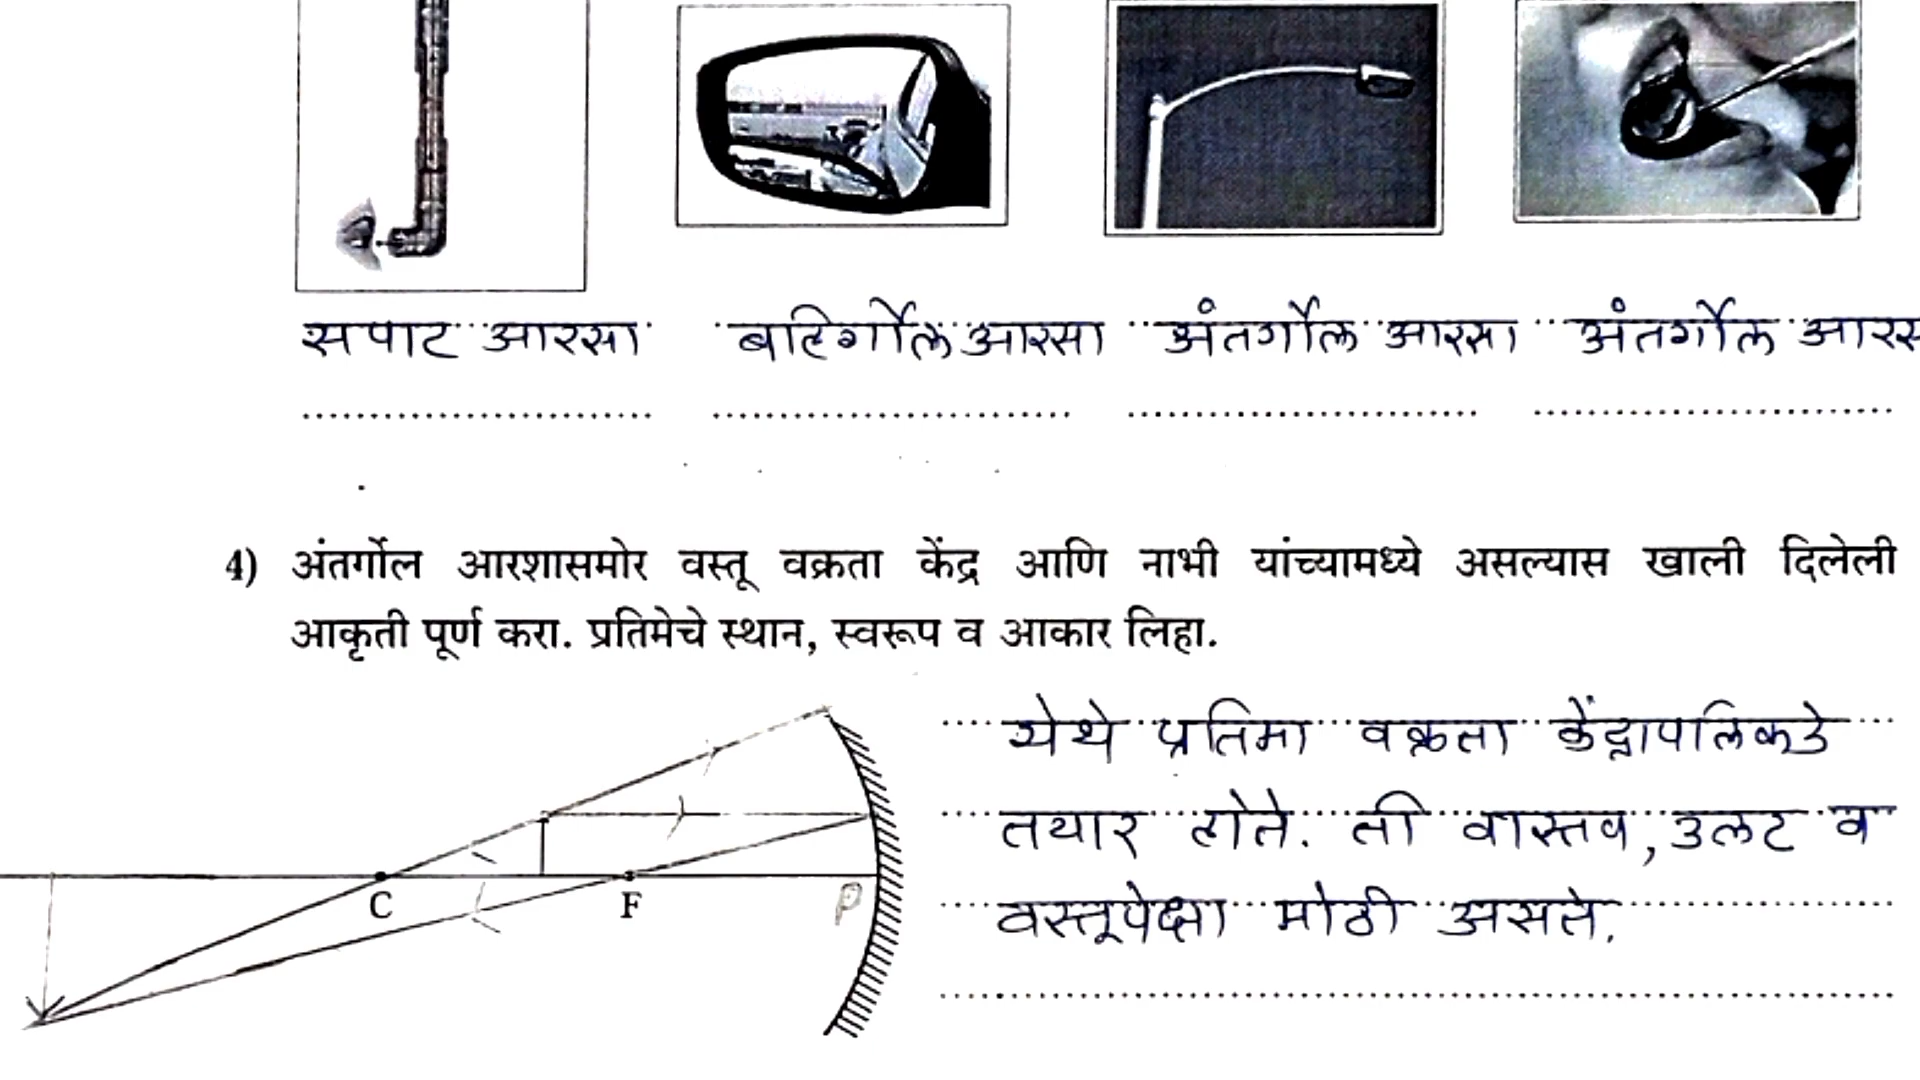 सपाट आरसा बहिर्गोल आरसा अंतर्गोल आरसा अंतर्गोल आरस
4) अंतर्गोल आरशासमोर वस्तू वक्रता केंद्र आणि नाभी यांच्यामध्ये असल्यास खाली दिलेली
आकृती पूर्ण करा. प्रतिमेचे स्थान, स्वरूप व आकार लिहा.
येथे प्रतिमा वक्रता केंद्रापलिकडे
तयार होते. ती वास्तव, उलट व
C F P
वस्तूपेक्षा मोठी असते.